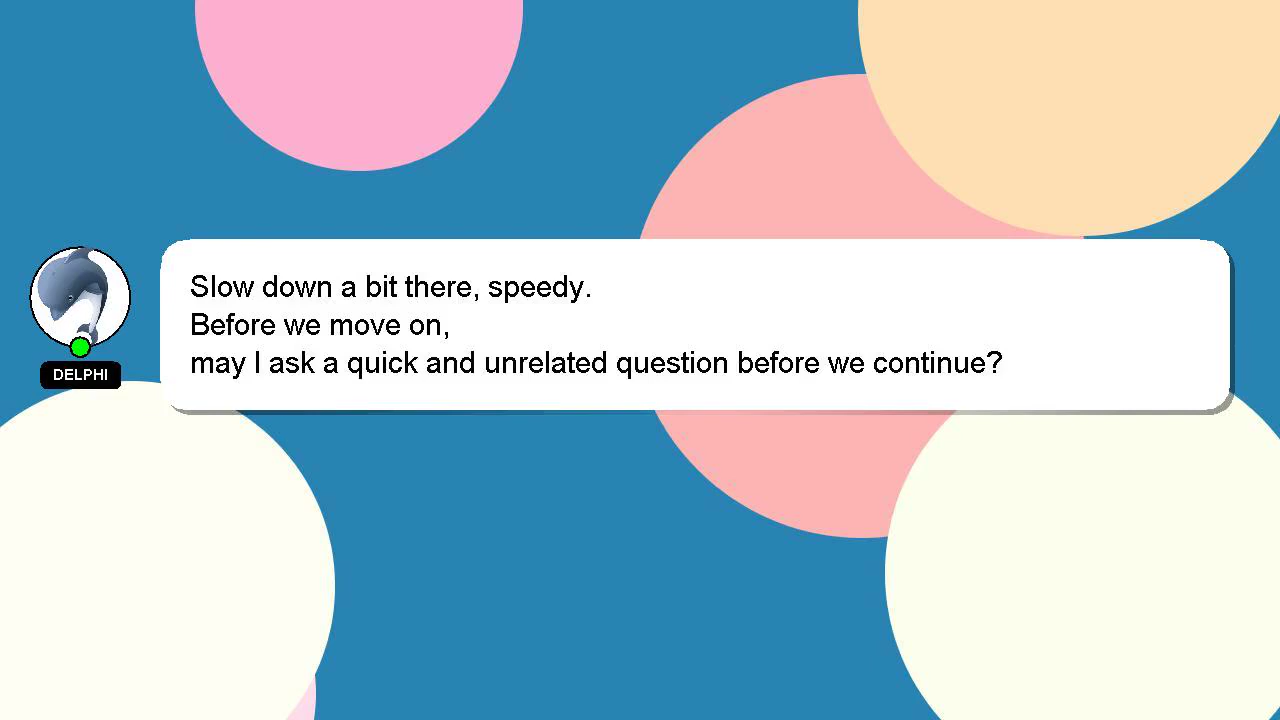 Slow down a bit there, speedy.
Before we move on,
may I ask a quick and unrelated question before we continue?
DELPHI